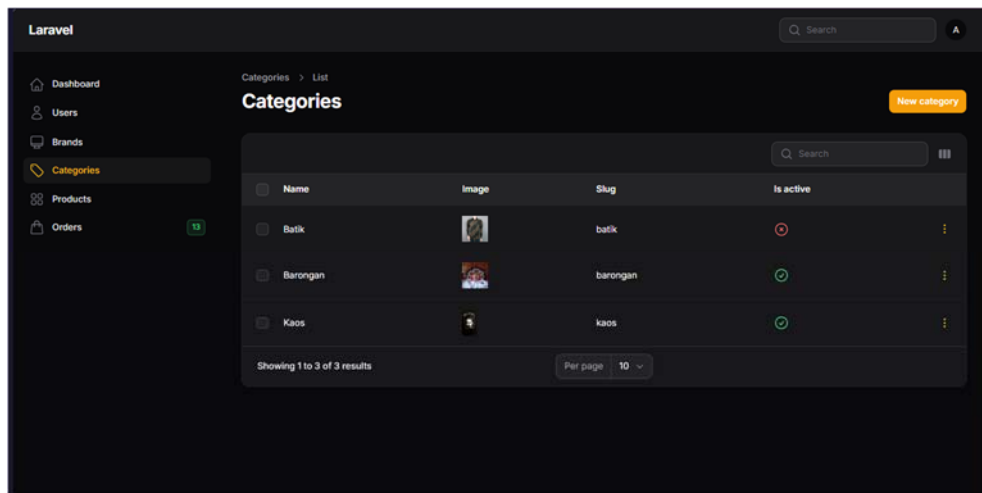 Laravel
Search
A
Dashboard
Users
Brands
Categories
Products
Orders 13
Categories > List
Categories
New category
Search
Name Image Slug Is active
Batik batik
Barongan barongan
Kaos kaos
Showing 1 to 3 of 3 results
Per page 10